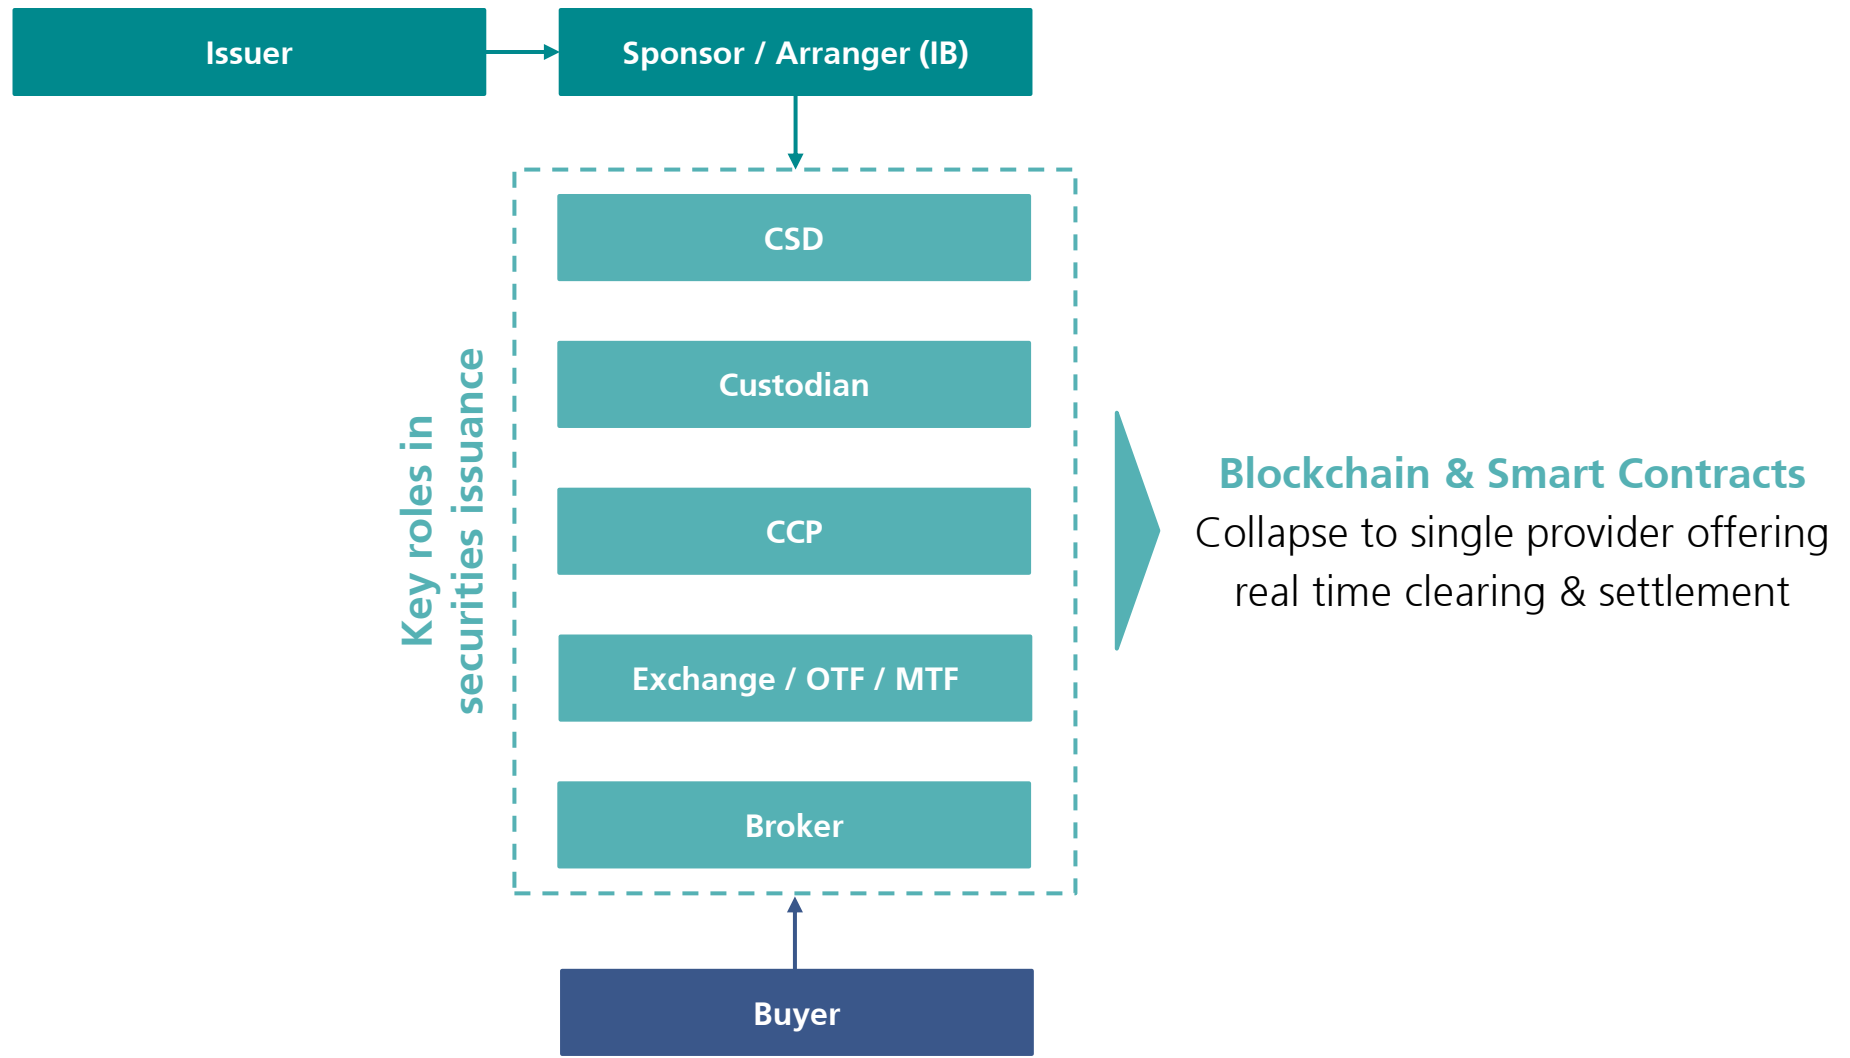 Issuer
Sponsor / Arranger (IB)
Key roles in
securities issuance
CSD
Custodian
CCP
Exchange / OTF / MTF
Broker
Blockchain & Smart Contracts
Collapse to single provider offering
real time clearing & settlement
Buyer